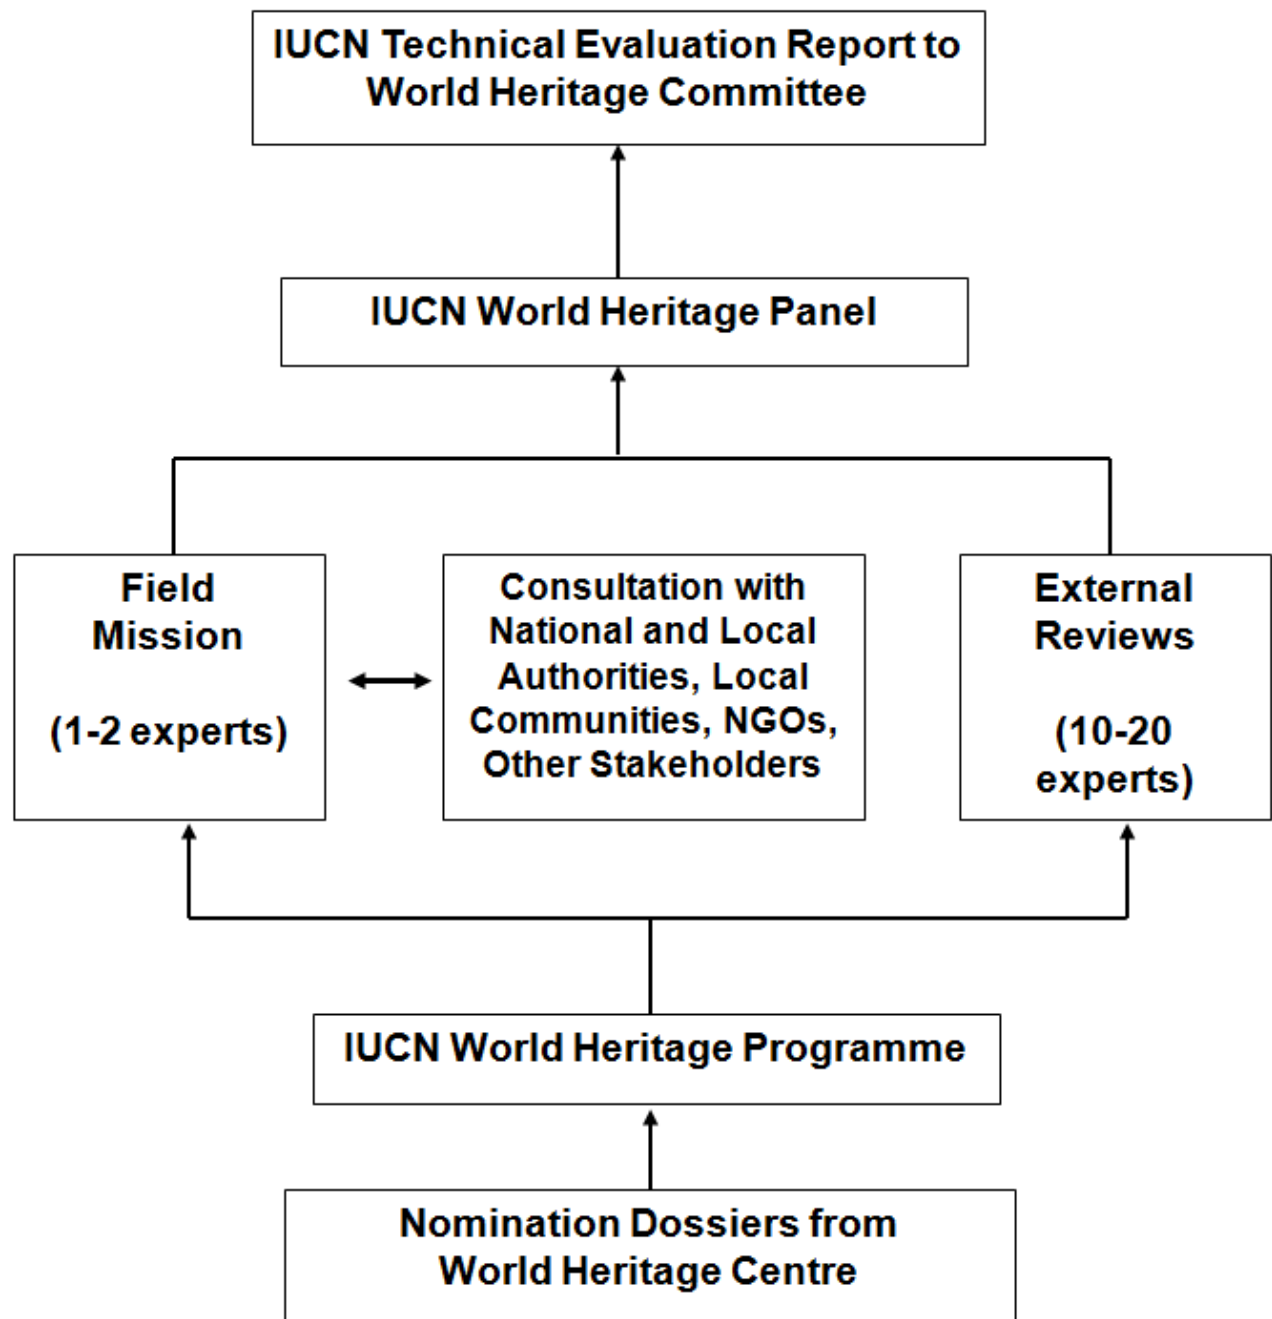 IUCN Technical Evaluation Report to
World Heritage Committee
IUCN World Heritage Panel
Field
Mission
(1-2 experts)
Consultation with
National and Local
Authorities, Local
Communities, NGOs,
Other Stakeholders
External
Reviews
(10-20
experts)
IUCN World Heritage Programme
Nomination Dossiers from
World Heritage Centre